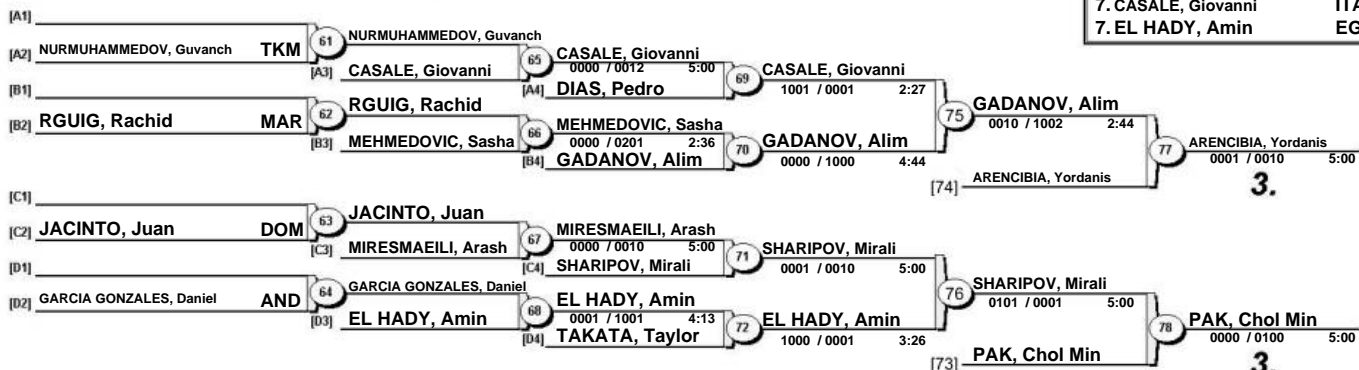 7. CASALE, Giovanni ITA
7. EL HADY, Amin EG
[A1]
[A2] NURMUHAMMEDOV, Guvanch TKM
61
NURMUHAMMEDOV, Guvanch
[A3] CASALE, Giovanni
65
CASALE, Giovanni
0000 / 0012 5:00
[A4] DIAS, Pedro
69
CASALE, Giovanni
1001 / 0001 2:27
[B1]
[B2] RGUIG, Rachid MAR
62
RGUIG, Rachid
[B3] MEHMEDOVIC, Sasha
66
MEHMEDOVIC, Sasha
0000 / 0201 2:36
[B4] GADANOV, Alim
70
GADANOV, Alim
0000 / 1000 4:44
75
GADANOV, Alim
0010 / 1002 2:44
[74] ARENCIBIA, Yordanis
77
ARENCIBIA, Yordanis
0001 / 0010 5:00
3.
[C1]
[C2] JACINTO, Juan DOM
63
JACINTO, Juan
[C3] MIRESMAEILI, Arash
67
MIRESMAEILI, Arash
0000 / 0010 5:00
[C4] SHARIPOV, Mirali
71
SHARIPOV, Mirali
0001 / 0010 5:00
[D1]
[D2] GARCIA GONZALES, Daniel AND
64
GARCIA GONZALES, Daniel
[D3] EL HADY, Amin
68
EL HADY, Amin
0001 / 1001 4:13
[D4] TAKATA, Taylor
72
EL HADY, Amin
1000 / 0001 3:26
76
SHARIPOV, Mirali
0101 / 0001 5:00
[73] PAK, Chol Min
78
PAK, Chol Min
0000 / 0100 5:00
3.